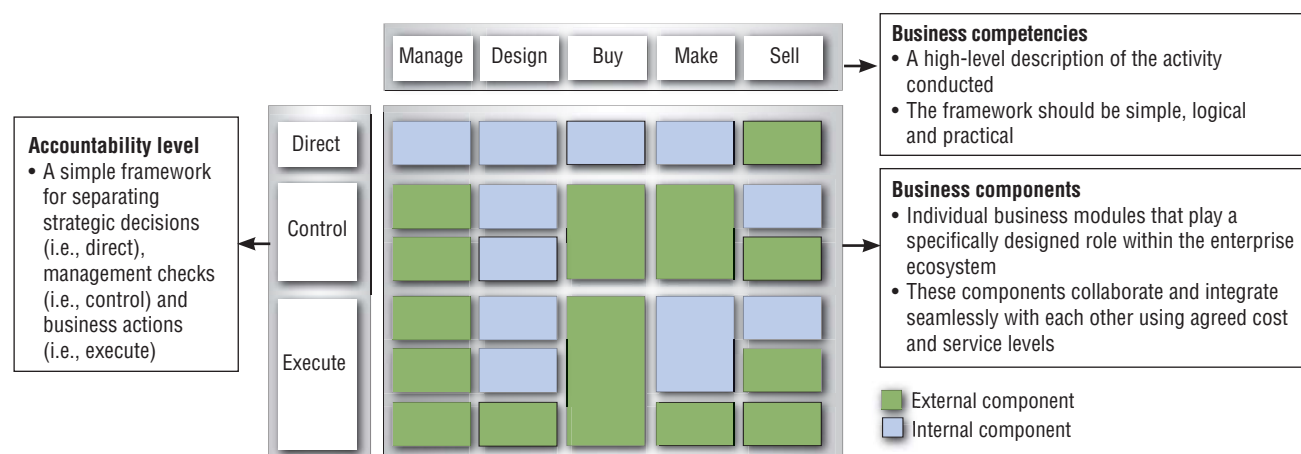 Manage Design Buy Make Sell
Business competencies
• A high-level description of the activity
conducted
• The framework should be simple, logical
and practical
Accountability level
• A simple framework
for separating
strategic decisions
(i.e., direct),
management checks
(i.e., control) and
business actions
(i.e., execute)
Direct
Control
Execute
Business components
• Individual business modules that play a
specifically designed role within the enterprise
ecosystem
• These components collaborate and integrate
seamlessly with each other using agreed cost
and service levels
External component
Internal component